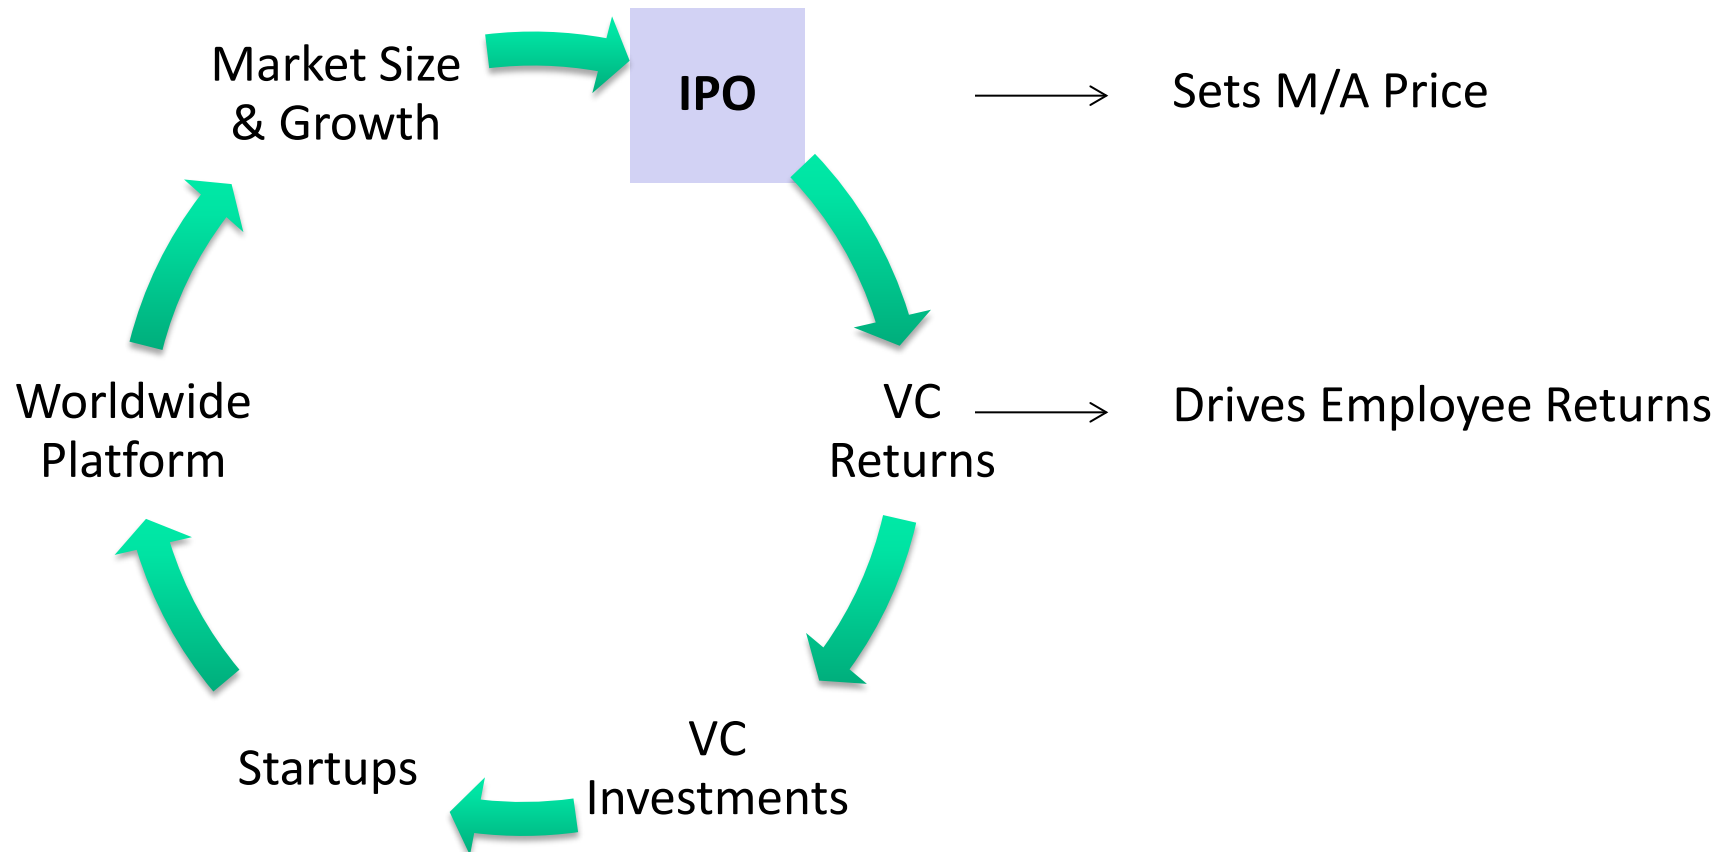 Market Size
& Growth
IPO
Sets M/A Price
Worldwide
Platform
VC
Returns
Drives Employee Returns
Startups
VC
Investments